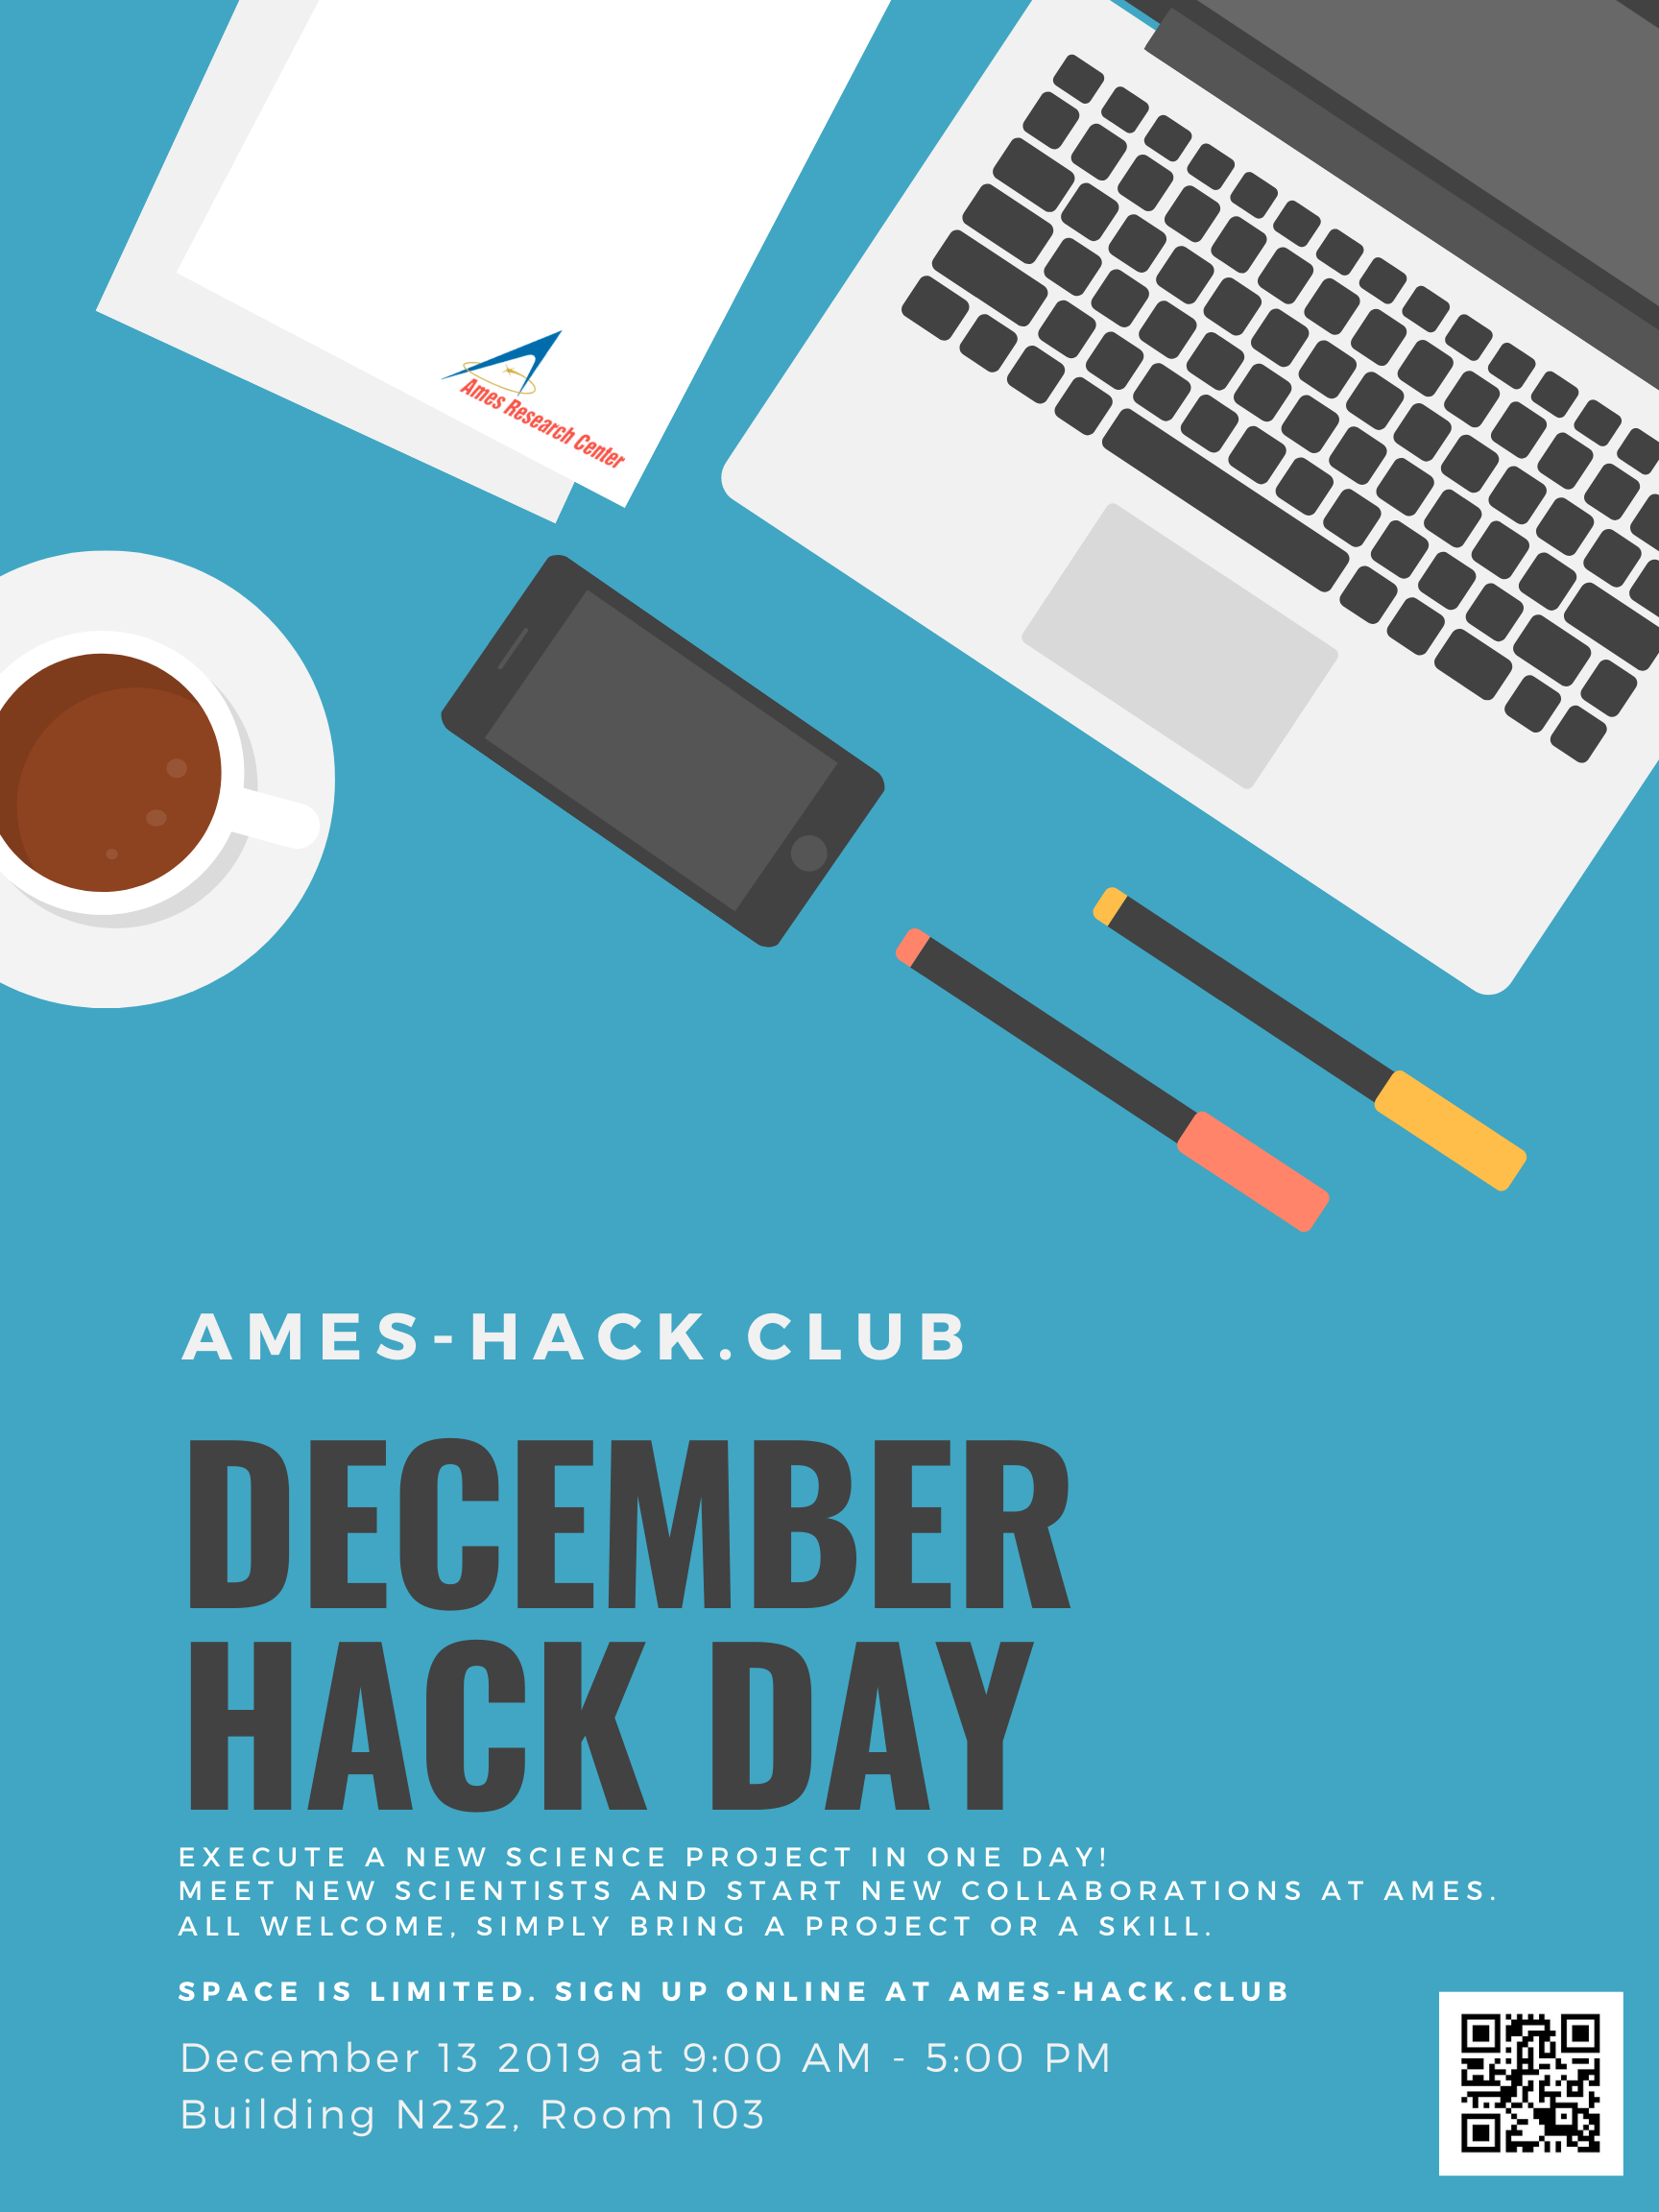 Ames Research Center
AMES-HACK.CLUB
DECEMBER
HACK DAY
EXECUTE A NEW SCIENCE PROJECT IN ONE DAY!
MEET NEW SCIENTISTS AND START NEW COLLABORATIONS AT AMES.
ALL WELCOME, SIMPLY BRING A PROJECT OR A SKILL.
SPACE IS LIMITED. SIGN UP ONLINE AT AMES-HACK.CLUB
December 13 2019 at 9:00 AM - 5:00 PM
Building N232, Room 103